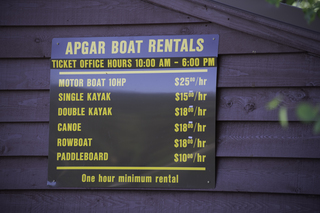 APGAR BOAT RENTALS
TICKET OFFICE HOURS 10:00 AM - 6:00 PM
MOTOR BOAT 10HP $25⁰⁰/hr
SINGLE KAYAK $15⁰⁰/hr
DOUBLE KAYAK $18⁰⁰/hr
CANOE $18⁰⁰/hr
ROWBOAT $18⁰⁰/hr
PADDLEBOARD $10⁰⁰/hr
One hour minimum rental